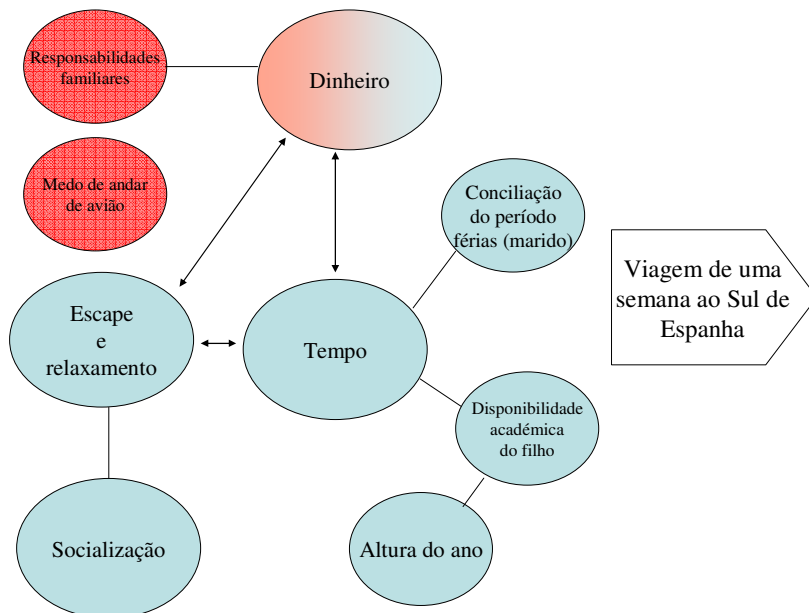 Responsabilidades
familiares
Dinheiro
Medo de andar
de avião
Conciliação
do período
férias (marido)
Viagem de uma
semana ao Sul de
Espanha
Escape
e
relaxamento
Tempo
Disponibilidade
académica
do filho
Socialização
Altura do ano